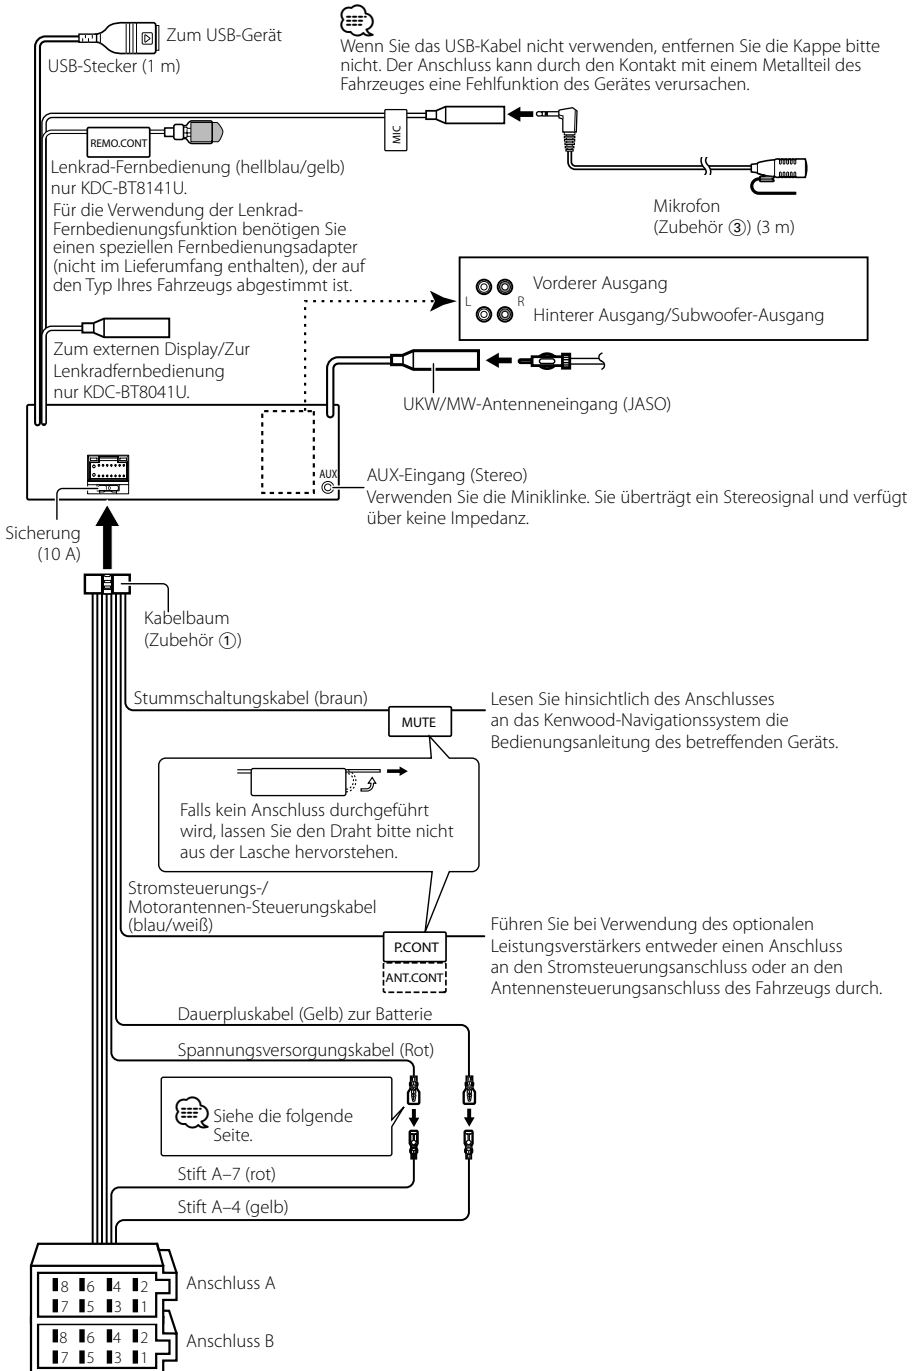 Zum USB-Gerät
USB-Stecker (1 m)
Wenn Sie das USB-Kabel nicht verwenden, entfernen Sie die Kappe bitte
nicht. Der Anschluss kann durch den Kontakt mit einem Metallteil des
Fahrzeuges eine Fehlfunktion des Gerätes verursachen.
MIC
REMO.CONT
Lenkrad-Fernbedienung (hellblau/gelb)
nur KDC-BT8141U.
Für die Verwendung der Lenkrad-
Fernbedienungsfunktion benötigen Sie
einen speziellen Fernbedienungsadapter
(nicht im Lieferumfang enthalten), der auf
den Typ Ihres Fahrzeugs abgestimmt ist.
Mikrofon
(Zubehör ③) (3 m)
L
R
Vorderer Ausgang
Hinterer Ausgang/Subwoofer-Ausgang
Zum externen Display/Zur
Lenkradfernbedienung
nur KDC-BT8041U.
UKW/MW-Antenneneingang (JASO)
AUX
AUX-Eingang (Stereo)
Verwenden Sie die Miniklinke. Sie überträgt ein Stereosignal und verfügt
über keine Impedanz.
Sicherung
(10 A)
Kabelbaum
(Zubehör ①)
Stummschaltungskabel (braun)
MUTE
Lesen Sie hinsichtlich des Anschlusses
an das Kenwood-Navigationssystem die
Bedienungsanleitung des betreffenden Geräts.
Falls kein Anschluss durchgeführt
wird, lassen Sie den Draht bitte nicht
aus der Lasche hervorstehen.
Stromsteuerungs-/
Motorantennen-Steuerungskabel
(blau/weiß)
P.CONT
ANT.CONT
Führen Sie bei Verwendung des optionalen
Leistungsverstärkers entweder einen Anschluss
an den Stromsteuerungsanschluss oder an den
Antennensteuerungsanschluss des Fahrzeugs durch.
Dauerpluskabel (Gelb) zur Batterie
Spannungsversorgungskabel (Rot)
Siehe die folgende
Seite.
Stift A–7 (rot)
Stift A–4 (gelb)
8 6 4 2
7 5 3 1
Anschluss A
8 6 4 2
7 5 3 1
Anschluss B